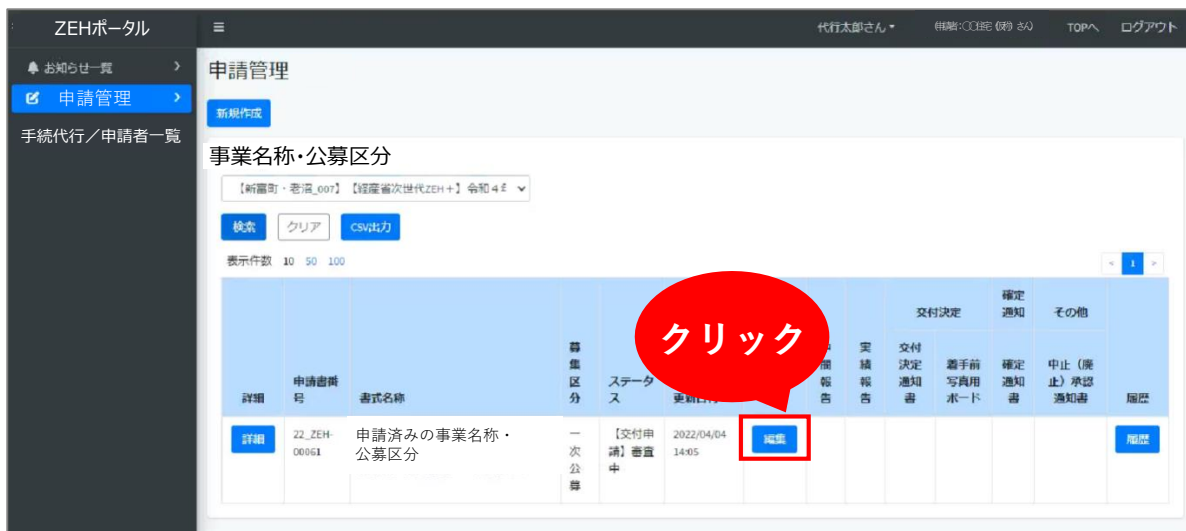 ZEHポータル
代行太郎さん
TOPへ
ログアウト
お知らせ一覧
申請管理
手続代行／申請者一覧
申請管理
新規作成
事業名称・公募区分
【経産省次世代ZEH＋】令和4
検索
クリア
CSV出力
表示件数 10 50 100
< 1 >
クリック
交付決定
確定通知
その他
詳細
申請書番号
書式名称
募集区分
ステータス
更新日時
報告
実績報告
交付決定通知書
着手前写真用ボード
確定通知書
中止（廃止）承認通知書
履歴
詳細
22_ZEH-00061
申請済みの事業名称・
公募区分
一次公募
【交付申請】審査中
2022/04/04
14:05
編集
履歴